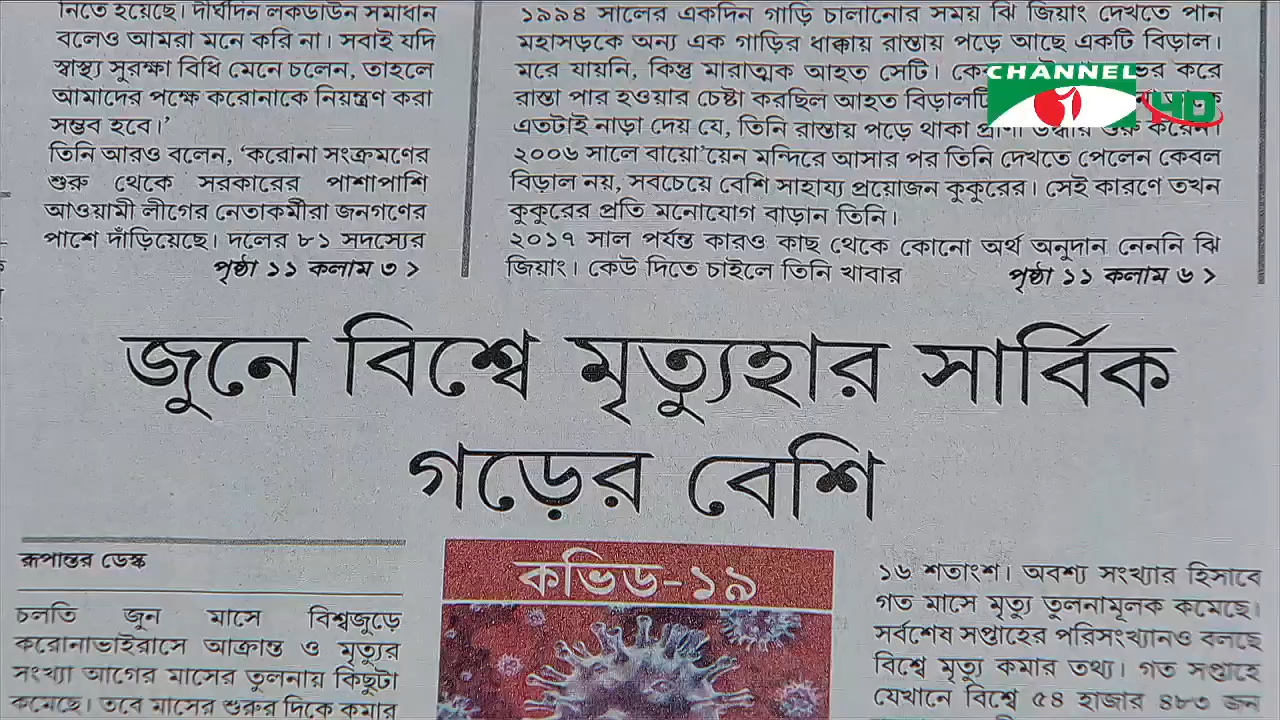 নিতে হয়েছে। দীর্ঘদিন লকডাউন সমাধান
বলেও আমরা মনে করি না। সবাই যদি
স্বাস্থ্য সুরক্ষা বিধি মেনে চলেন, তাহলে
আমাদের পক্ষে করোনাকে নিয়ন্ত্রণ করা
সম্ভব হবে।’
তিনি আরও বলেন, ‘করোনা সংক্রমণের
শুরু থেকে সরকারের পাশাপাশি
আওয়ামী লীগের নেতাকর্মীরা জনগণের
পাশে দাঁড়িয়েছে। দলের ৮১ সদস্যের
পৃষ্ঠা ১১ কলাম ৩ >
১৯৯৪ সালের একদিন গাড়ি চালানোর সময় ঝি জিয়াং দেখতে পান
মহাসড়কে অন্য এক গাড়ির ধাক্কায় রাস্তায় পড়ে আছে একটি বিড়াল।
মরে যায়নি, কিন্তু মারাত্মক আহত সেটি। করে
রাস্তা পার হওয়ার চেষ্টা করছিল আহত বিড়ালটি
এতটাই নাড়া দেয় যে, তিনি রাস্তায় পড়ে থাকা প্রাণী উদ্ধার শুরু করেন।
২০০৬ সালে বায়ো’য়েন মন্দিরে আসার পর তিনি দেখতে পেলেন কেবল
বিড়াল নয়, সবচেয়ে বেশি সাহায্য প্রয়োজন কুকুরের। সেই কারণে তখন
কুকুরের প্রতি মনোযোগ বাড়ান তিনি।
২০১৭ সাল পর্যন্ত কারও কাছ থেকে কোনো অর্থ অনুদান নেননি ঝি
জিয়াং। কেউ দিতে চাইলে তিনি খাবার পৃষ্ঠা ১১ কলাম ৬ >
CHANNEL
HD
জুনে বিশ্বে মৃত্যুহার সার্বিক
গড়ের বেশি
রূপান্তর ডেস্ক
চলতি জুন মাসে বিশ্বজুড়ে
করোনাভাইরাসে আক্রান্ত ও মৃত্যুর
সংখ্যা আগের মাসের তুলনায় কিছুটা
কমেছে। তবে মাসের শুরুর দিকে কমার
কভিড-১৯
১৬ শতাংশ। অবশ্য সংখ্যার হিসাবে
গত মাসে মৃত্যু তুলনামূলক কমেছে।
সর্বশেষ সপ্তাহের পরিসংখ্যানও বলছে
বিশ্বে মৃত্যু কমার তথ্য। গত সপ্তাহে
যেখানে বিশ্বে ৫৪ হাজার ৪৮৩ জন